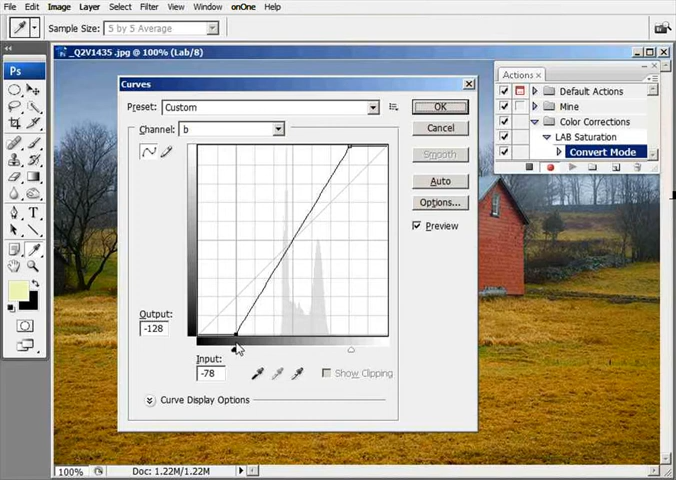 File Image Layer Select Filter View Window onOne Help
Sample Size: 5 by 5 Average
_Q2V1435 .jpg @ 100% (Lab/8)
Ps
Curves
Actions
Default Actions
Mine
Color Corrections
LAB Saturation
Convert Mode
Preset: Custom
Channel: b
OK
Cancel
Smooth
Auto
Options...
Preview
Output:
-128
Input:
-78
Show Clipping
Curve Display Options
T
100%
Doc: 1.22M/1.22M